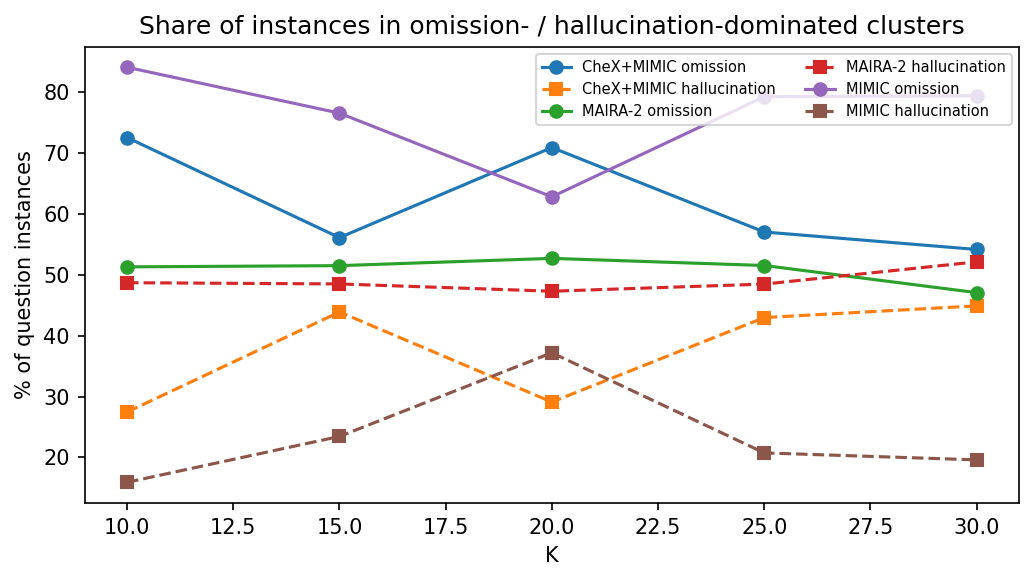 Share of instances in omission- / hallucination-dominated clusters
CheX+MIMIC omission
CheX+MIMIC hallucination
MAIRA-2 omission
MAIRA-2 hallucination
MIMIC omission
MIMIC hallucination
% of question instances
80
70
60
50
40
30
20
10.0 12.5 15.0 17.5 20.0 22.5 25.0 27.5 30.0
K